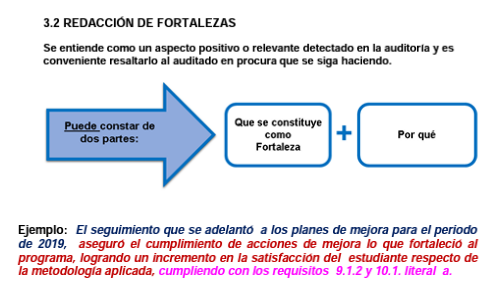 3.2 REDACCIÓN DE FORTALEZAS
Se entiende como un aspecto positivo o relevante detectado en la auditoría y es
conveniente resaltarlo al auditado en procura que se siga haciendo.
Puede constar de
dos partes:
Que se constituye
como
Fortaleza
+
Por qué
Ejemplo: El seguimiento que se adelantó a los planes de mejora para el periodo
de 2019, aseguró el cumplimiento de acciones de mejora lo que fortaleció al
programa, logrando un incremento en la satisfacción del estudiante respecto de
la metodología aplicada, cumpliendo con los requisitos 9.1.2 y 10.1. literal a.